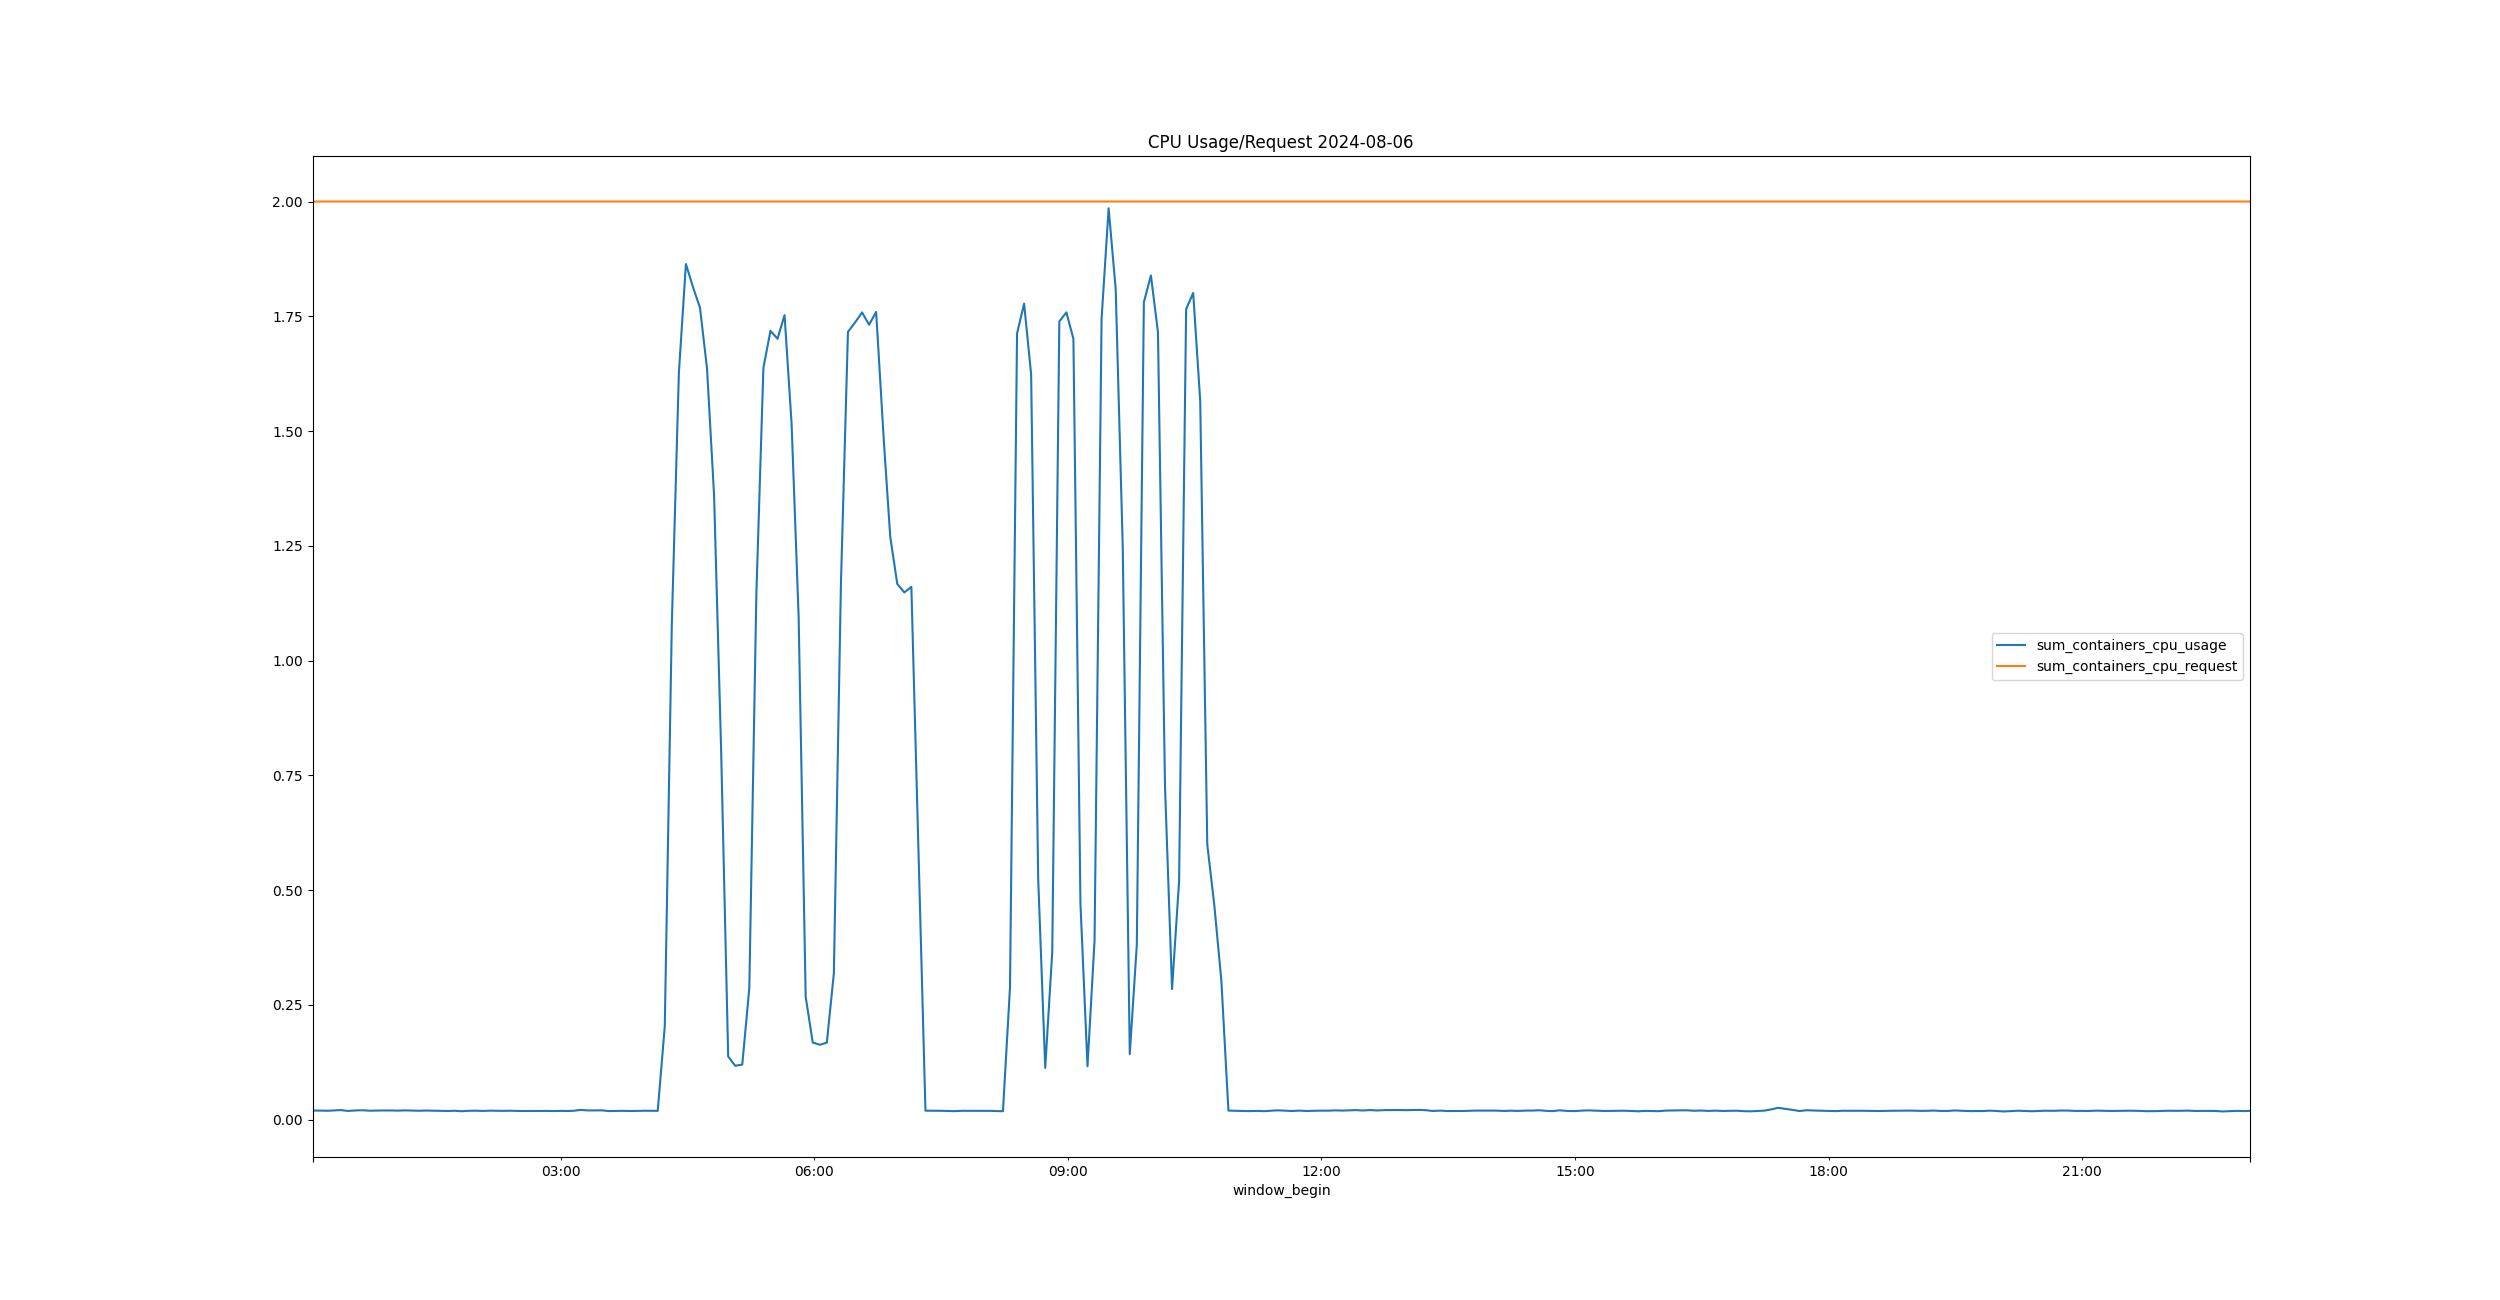 CPU Usage/Request 2024-08-06
2.00
1.75
1.50
1.25
1.00
0.75
0.50
0.25
0.00
sum_containers_cpu_usage
sum_containers_cpu_request
03:00 06:00 09:00 12:00 15:00 18:00 21:00
window_begin